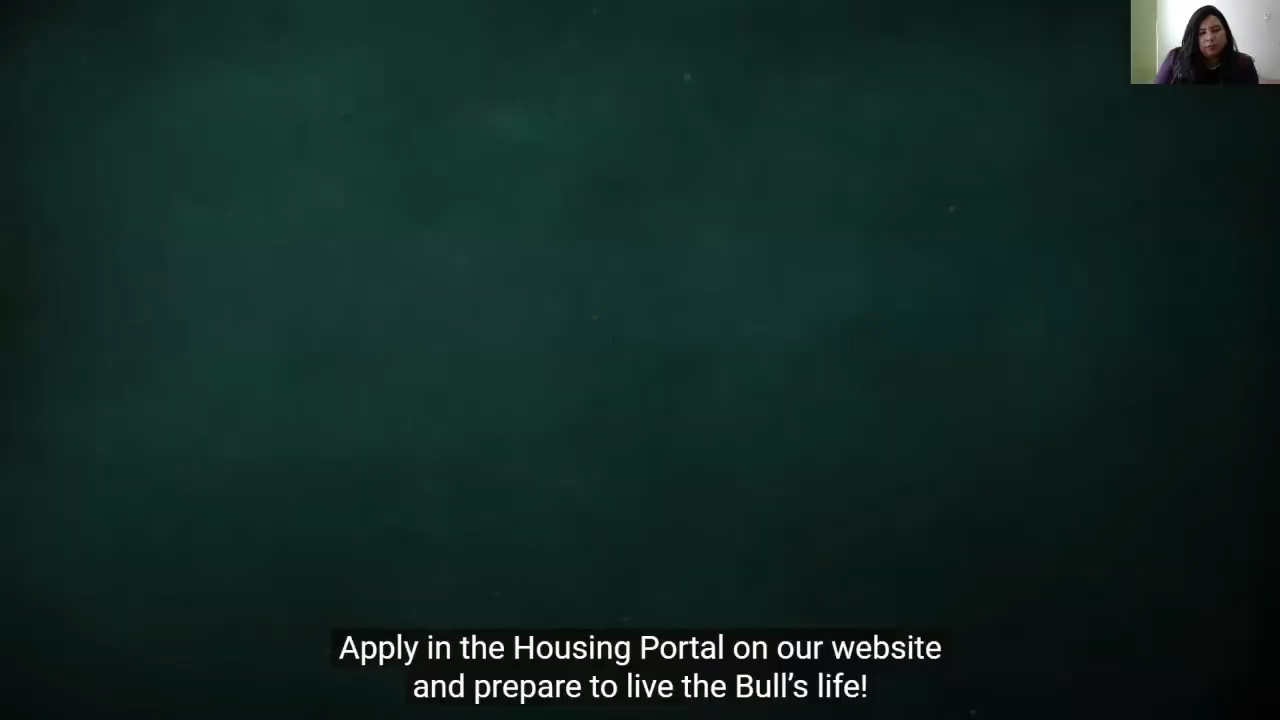 Apply in the Housing Portal on our website
and prepare to live the Bull’s life!